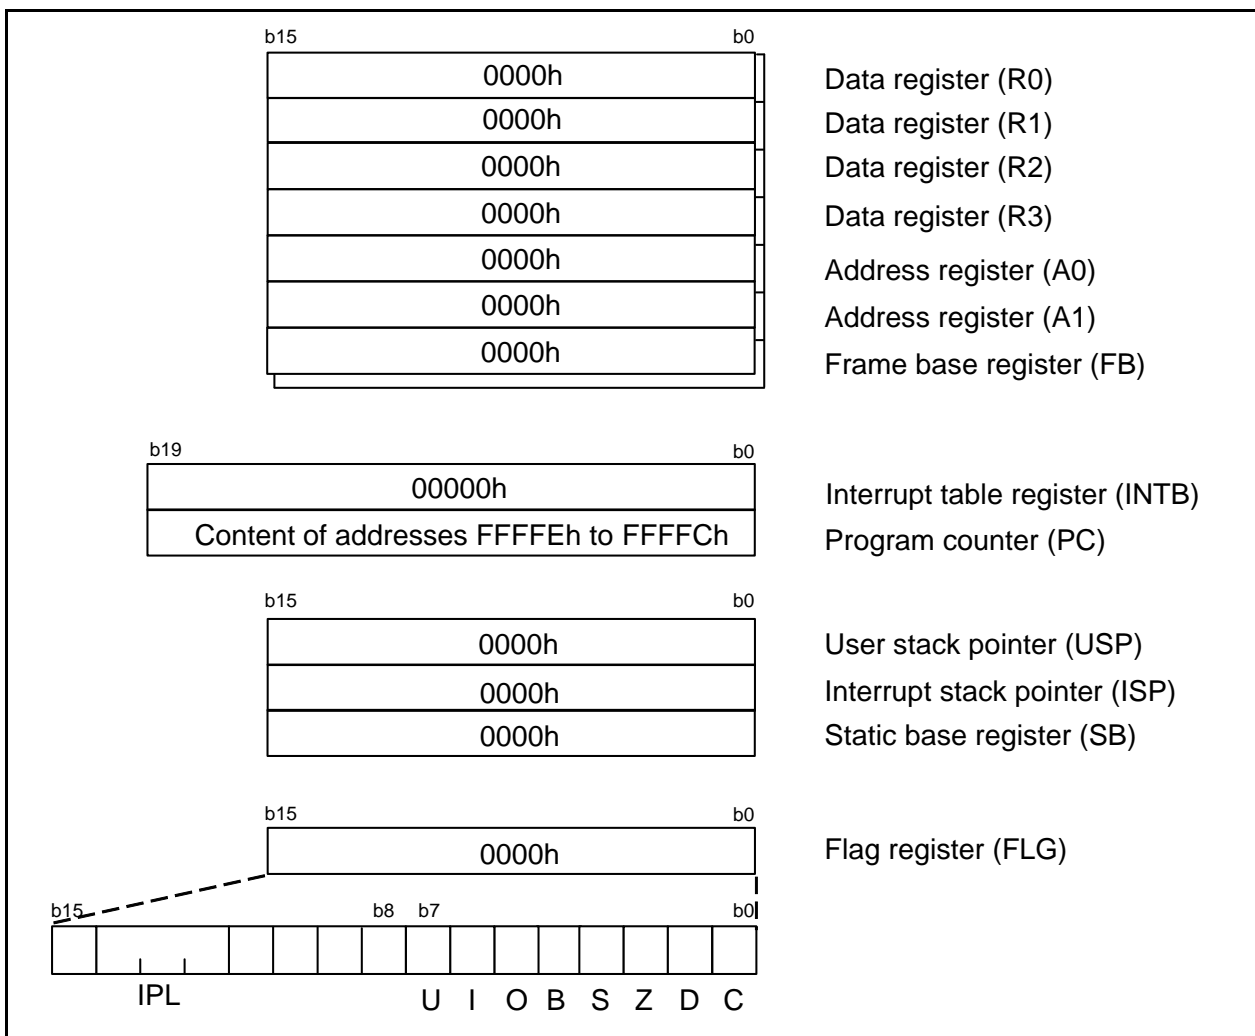 b15 b0
0000h Data register (R0)
0000h Data register (R1)
0000h Data register (R2)
0000h Data register (R3)
0000h Address register (A0)
0000h Address register (A1)
0000h Frame base register (FB)
b19 b0
00000h Interrupt table register (INTB)
Content of addresses FFFFEh to FFFFCh Program counter (PC)
b15 b0
0000h User stack pointer (USP)
0000h Interrupt stack pointer (ISP)
0000h Static base register (SB)
b15 b0
0000h Flag register (FLG)
b15 b8 b7 b0
IPL U I O B S Z D C